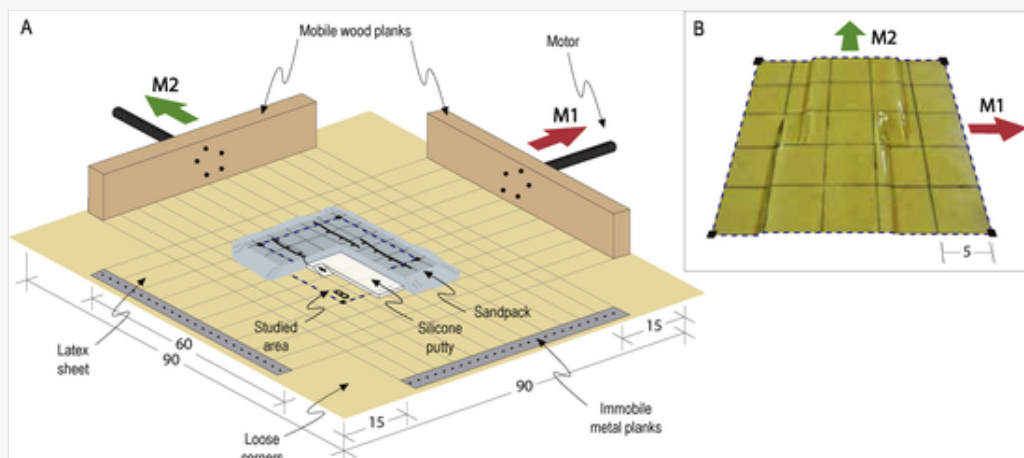 A
Mobile wood planks
Motor
M2
M1
Studied
area
Silicone
putty
Sandpack
Latex
sheet
60
90
15
Loose
corners
90
15
Immobile
metal planks
B
M2
M1
5